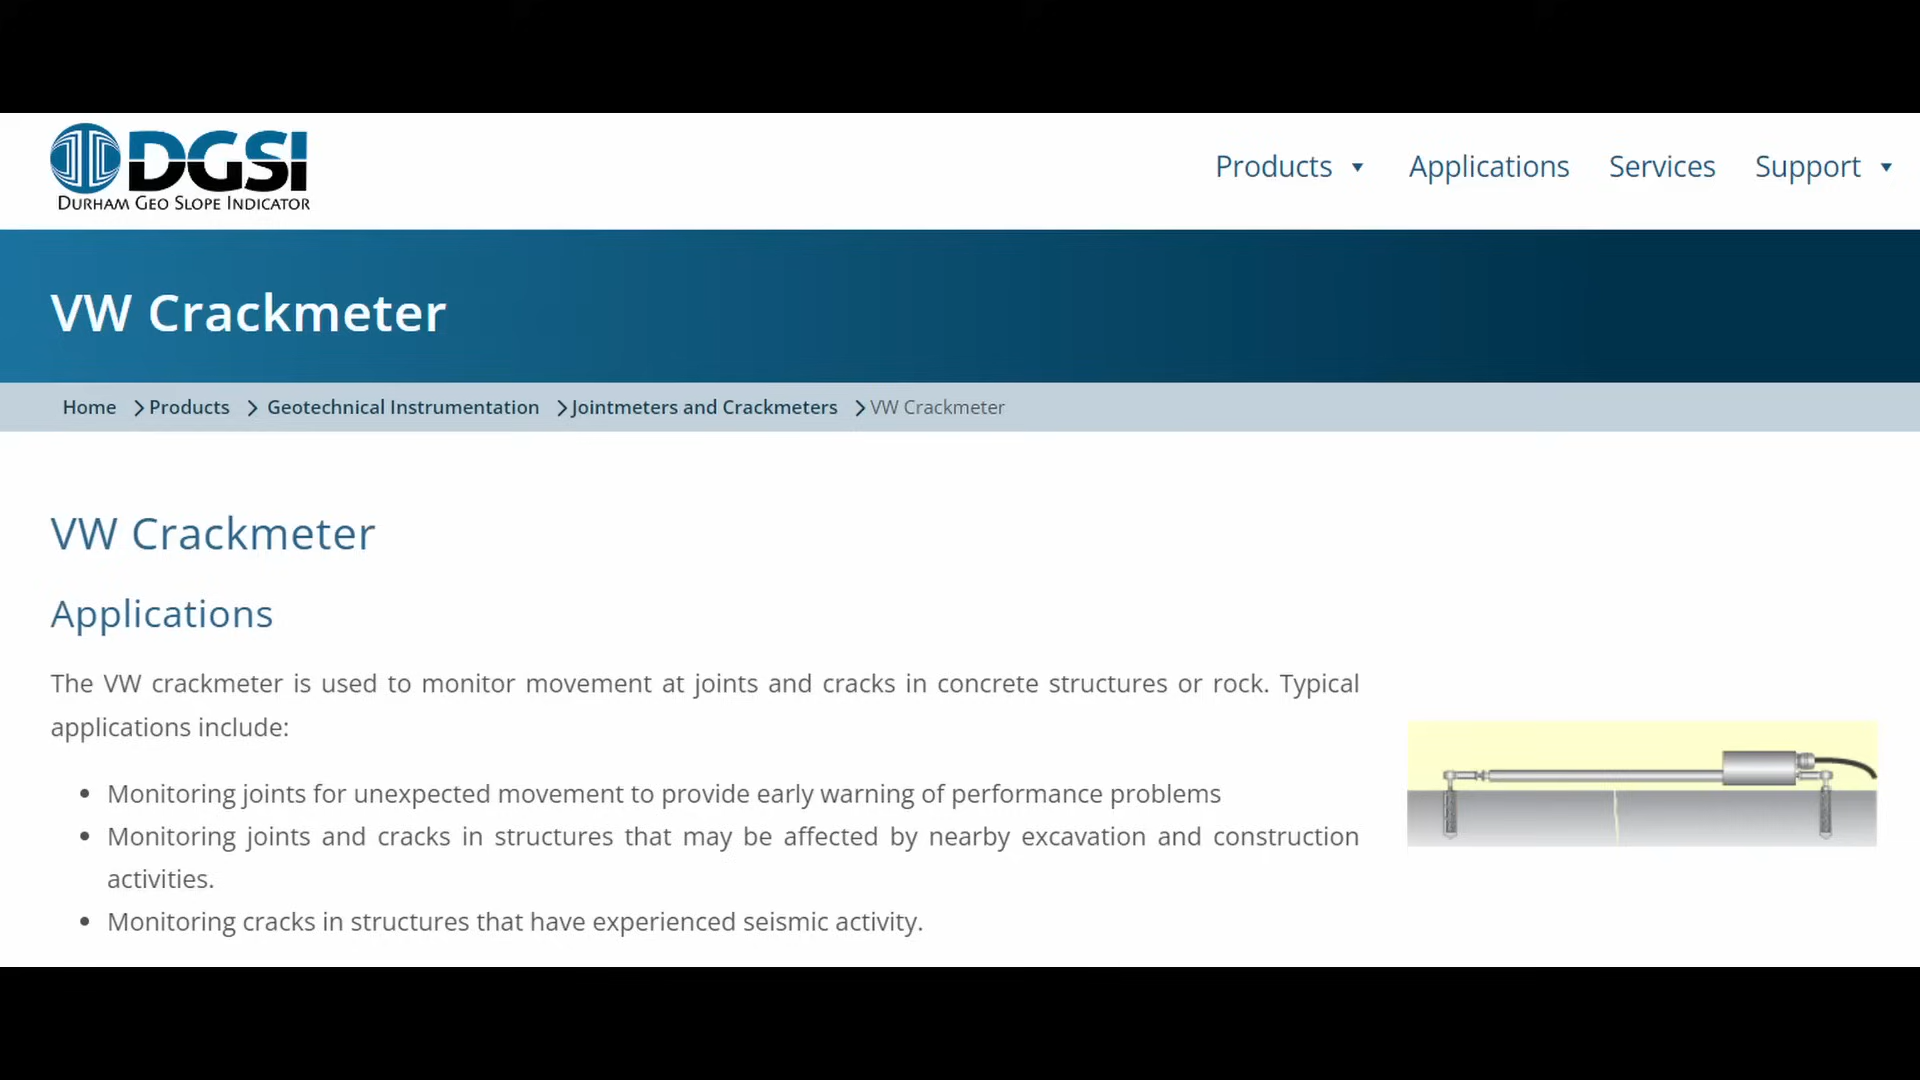 DGSI
DURHAM GEO SLOPE INDICATOR
Products Applications Services Support
VW Crackmeter
Home Products Geotechnical Instrumentation Jointmeters and Crackmeters VW Crackmeter
VW Crackmeter
Applications
The VW crackmeter is used to monitor movement at joints and cracks in concrete structures or rock. Typical
applications include:
Monitoring joints for unexpected movement to provide early warning of performance problems
Monitoring joints and cracks in structures that may be affected by nearby excavation and construction
activities.
Monitoring cracks in structures that have experienced seismic activity.